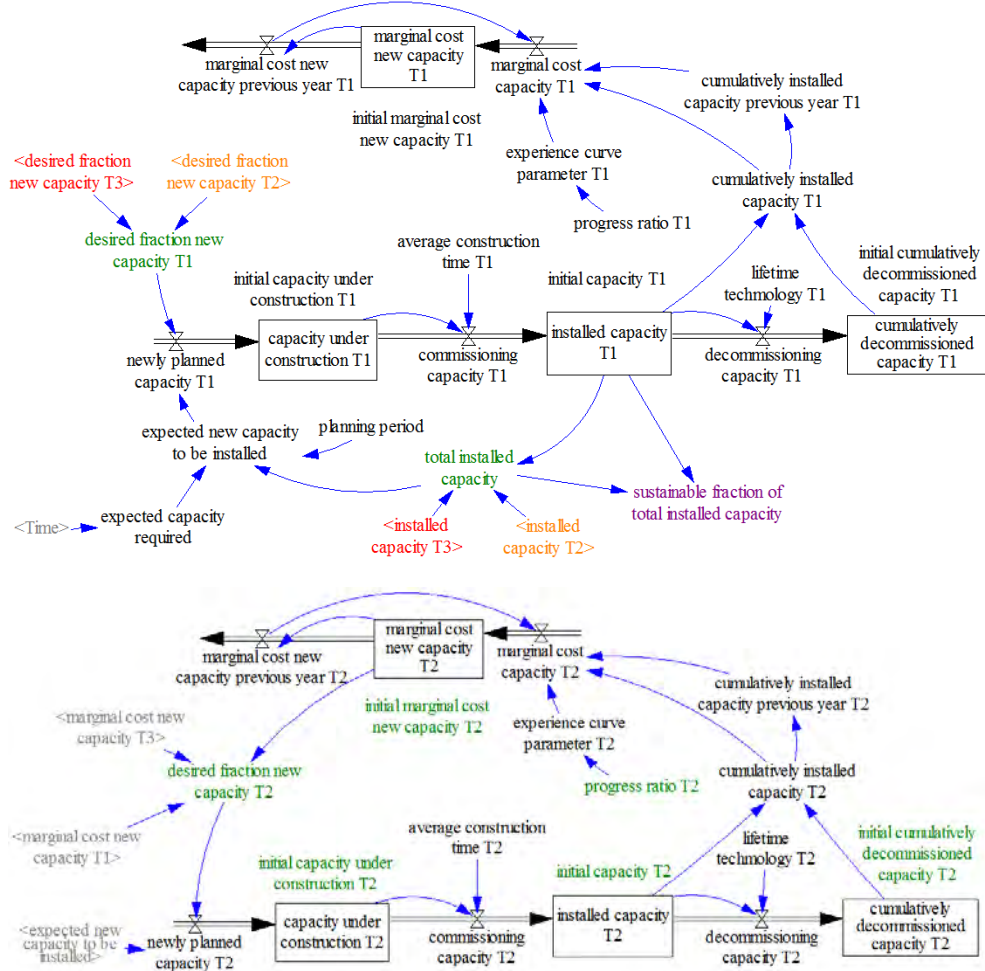 marginal cost
new capacity
T1
marginal cost new
capacity previous year T1
marginal cost
capacity T1
cumulatively installed
capacity previous year T1
initial marginal cost
new capacity T1
<desired fraction
new capacity T3>
<desired fraction
new capacity T2>
experience curve
parameter T1
cumulatively installed
capacity T1
progress ratio T1
desired fraction new
capacity T1
average construction
time T1
initial capacity under
construction T1
initial capacity T1
lifetime
technology T1
initial cumulatively
decommissioned
capacity T1
capacity under
construction T1
installed capacity
T1
cumulatively
decommissioned
capacity T1
newly planned
capacity T1
commissioning
capacity T1
decommissioning
capacity T1
expected new capacity
to be installed
planning period
total installed
capacity
sustainable fraction of
total installed capacity
<Time>
expected capacity
required
<installed
capacity T3>
<installed
capacity T2>
marginal cost
new capacity
T2
marginal cost new
capacity previous year T2
marginal cost
capacity T2
cumulatively installed
capacity previous year T2
initial marginal cost
new capacity T2
<marginal cost new
capacity T3>
experience curve
parameter T2
desired fraction new
capacity T2
progress ratio T2
cumulatively installed
capacity T2
<marginal cost new
capacity T1>
average construction
time T2
initial capacity under
construction T2
initial capacity T2
lifetime
technology T2
initial cumulatively
decommissioned
capacity T2
<expected new
capacity to be
installed>
newly planned
capacity T2
capacity under
construction T2
commissioning
capacity T2
installed capacity
T2
decommissioning
capacity T2
cumulatively
decommissioned
capacity T2